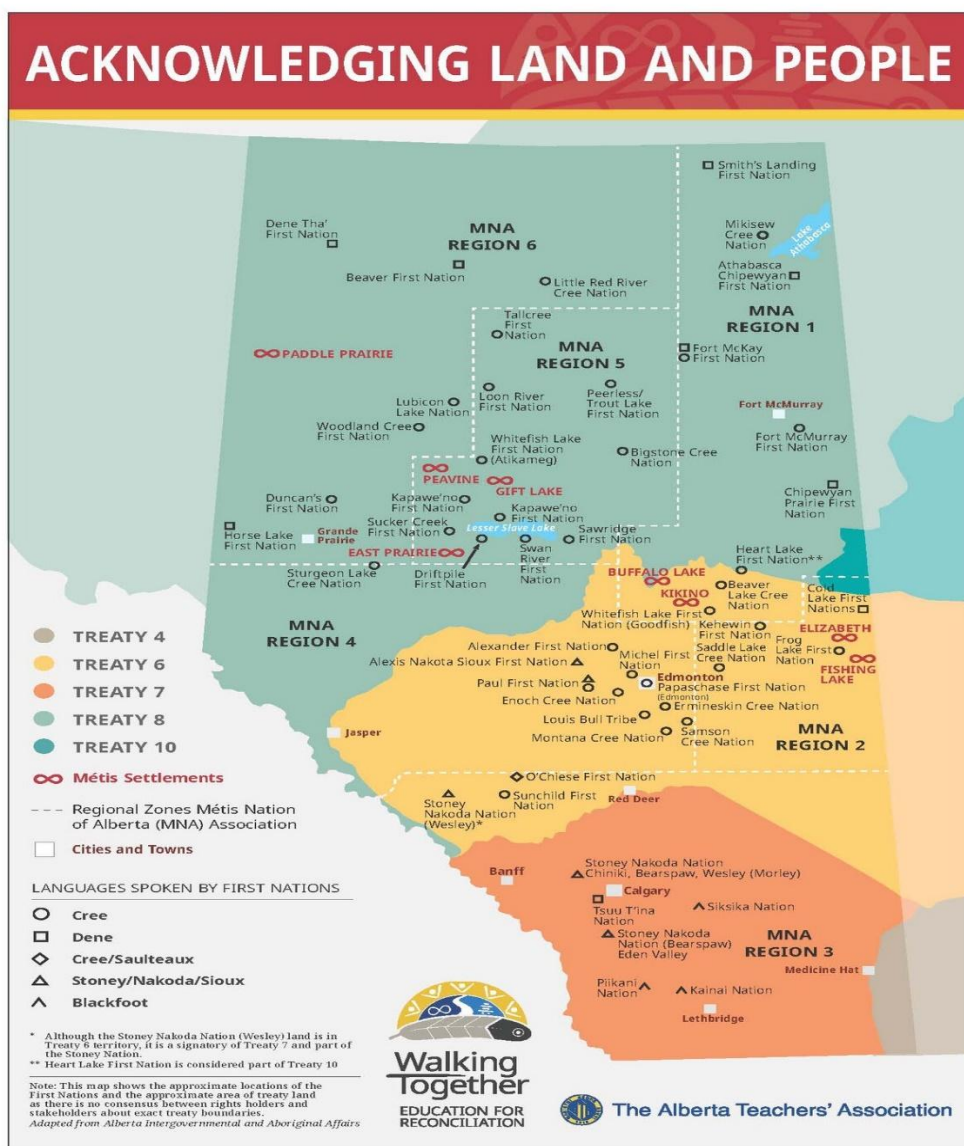 ACKNOWLEDGING LAND AND PEOPLE
Smith's Landing
First Nation
Dene Tha'
First Nation
MNA
REGION 6
Mikisew
Cree
Nation
Lake
Athabasca
Beaver First Nation
Little Red River
Cree Nation
Athabasca
Chipewyan
First Nation
Tallcree
First
Nation
MNA
REGION 5
MNA
REGION 1
PADDLE PRAIRIE
Fort McKay
First Nation
Lubicon
Lake Nation
Loon River
First Nation
Peerless/
Trout Lake
First Nation
Fort McMurray
Woodland Cree
First Nation
Whitefish Lake
First Nation
(Atikameg)
Fort McMurray
First Nation
Bigstone Cree
Nation
PEAVINE
GIFT LAKE
Chipewyan
Prairie First
Nation
Duncan's
First Nation
Kapawe'no
First Nation
Kapawe'no
First Nation
Horse Lake
First Nation
Grande
Prairie
Sucker Creek
First Nation
Lesser Slave Lake
Sawridge
First Nation
EAST PRAIRIE
Swan
River
First
Nation
Heart Lake
First Nation**
Sturgeon Lake
Cree Nation
Driftpile
First Nation
BUFFALO LAKE
KIKINO
Beaver
Lake Cree
Nation
Cold
Lake First
Nations
MNA
REGION 4
Whitefish Lake First
Nation (Goodfish)
Kehewin
First Nation
ELIZABETH
Alexander First Nation
Michel First
Nation
Saddle Lake
Cree Nation
Frog
Lake First
Nation
FISHING
LAKE
Alexis Nakota Sioux First Nation
Edmonton
Paul First Nation
Papaschase First Nation
(Edmonton)
Enoch Cree Nation
Ermineskin Cree Nation
Louis Bull Tribe
Montana Cree Nation
Samson
Cree Nation
MNA
REGION 2
Jasper
O'Chiese First Nation
Stoney
Nakoda Nation
(Wesley)*
Sunchild First
Nation
Red Deer
Banff
Stoney Nakoda Nation
Chiniki, Bearspaw, Wesley (Morley)
Calgary
Tsuu T'ina
Nation
Siksika Nation
Stoney Nakoda
Nation (Bearspaw)
Eden Valley
MNA
REGION 3
Medicine Hat
Piikani
Nation
Kainai Nation
Lethbridge
TREATY 4
TREATY 6
TREATY 7
TREATY 8
TREATY 10
Métis Settlements
Regional Zones Métis Nation
of Alberta (MNA) Association
Cities and Towns
LANGUAGES SPOKEN BY FIRST NATIONS
Cree
Dene
Cree/Saulteaux
Stoney/Nakoda/Sioux
Blackfoot
* Although the Stoney Nakoda Nation (Wesley) land is in
Treaty 6 territory, it is a signatory of Treaty 7 and part of
the Stoney Nation.
** Heart Lake First Nation is considered part of Treaty 10
Note: This map shows the approximate locations of the
First Nations and the approximate area of treaty land
as there is no consensus between rights holders and
stakeholders about exact treaty boundaries.
Adapted from Alberta Intergovernmental and Aboriginal Affairs
Walking
Together
EDUCATION FOR
RECONCILIATION
The Alberta Teachers' Association